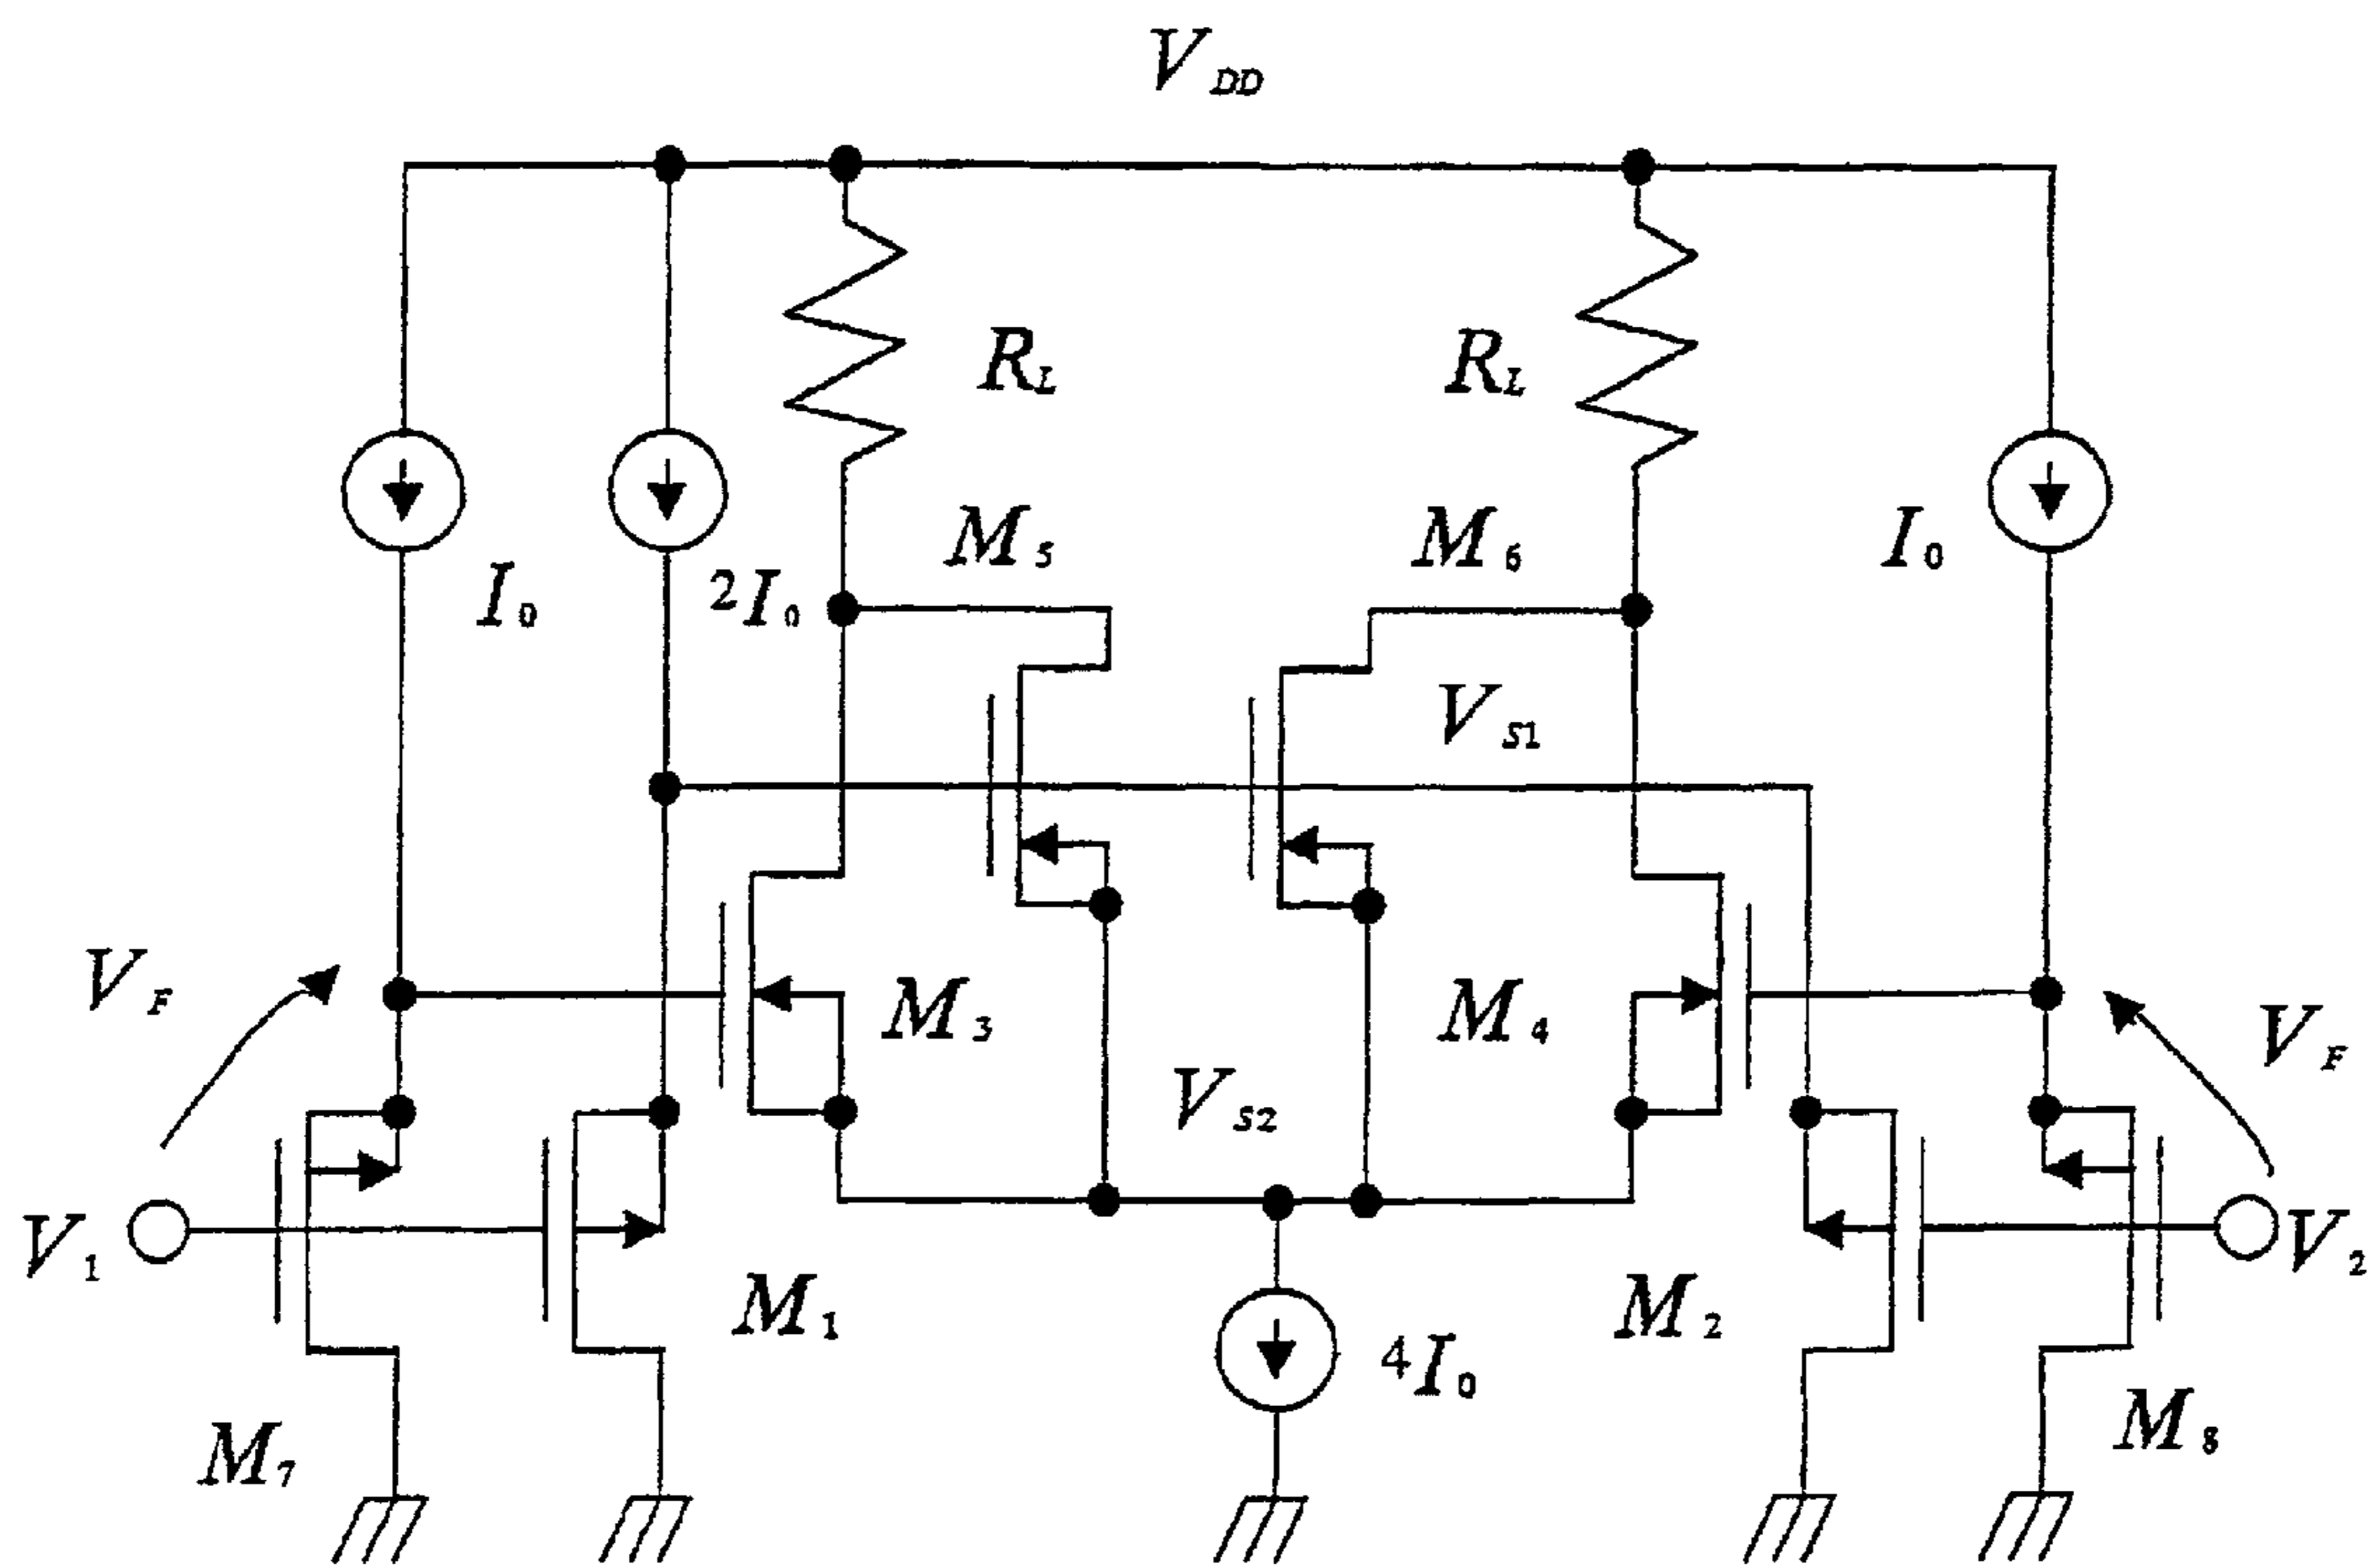 V_DD
R_L
R_L
M_5
M_6
I_0
2I_0
I_0
V_S1
V_F
M_3
M_4
V_F
V_S2
V_1
V_2
M_1
M_2
4I_0
M_7
M_8